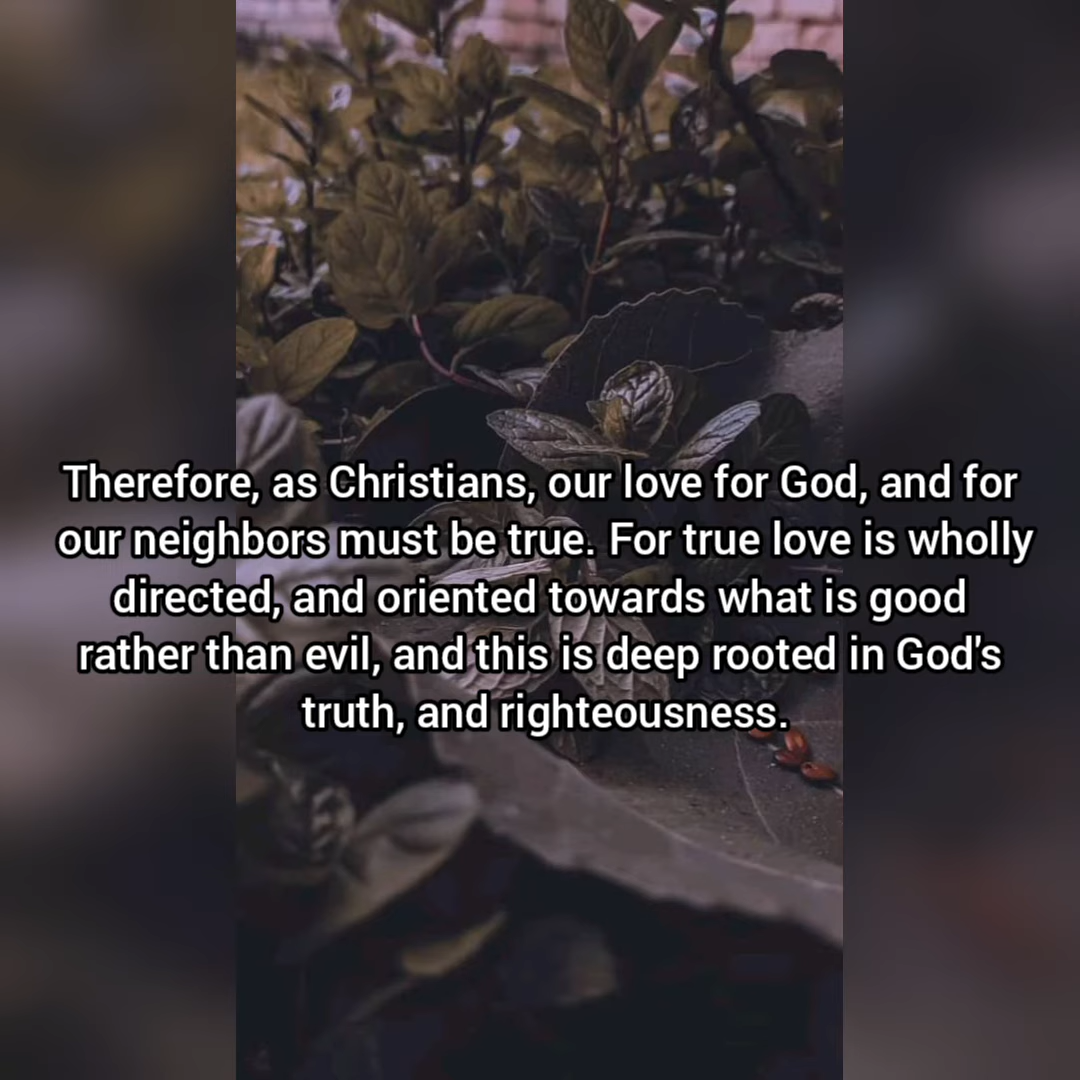 Therefore, as Christians, our love for God, and for
our neighbors must be true. For true love is wholly
directed, and oriented towards what is good
rather than evil, and this is deep rooted in God's
truth, and righteousness.